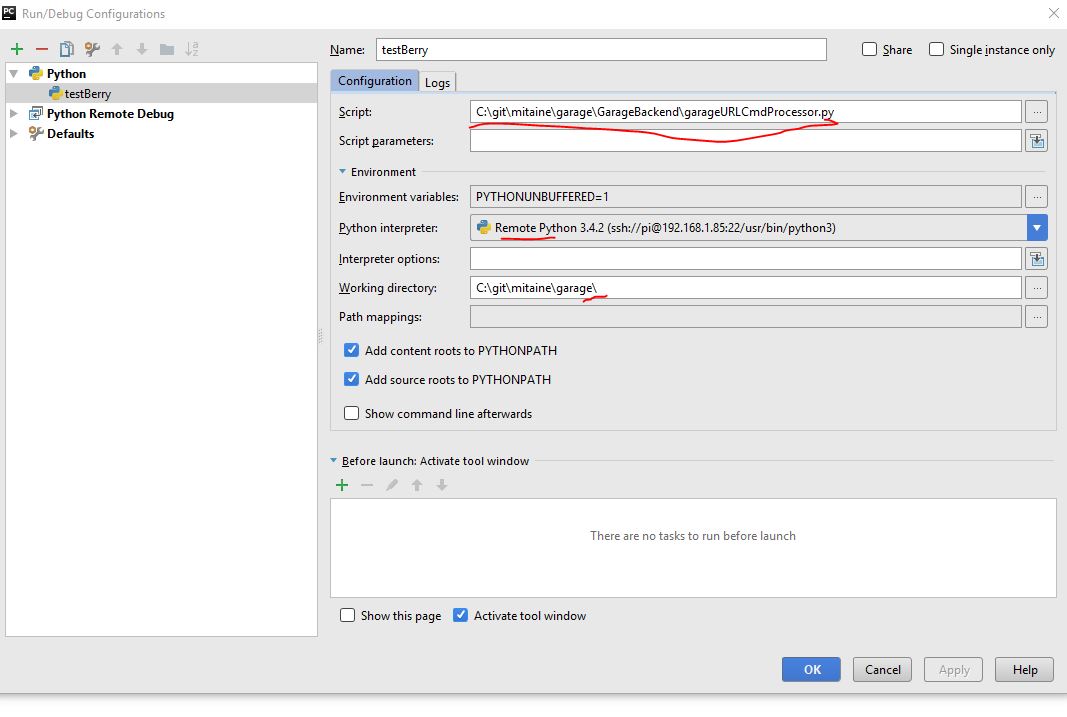 PC Run/Debug Configurations
Name: testBerry Share Single instance only
Python
testBerry
Python Remote Debug
Defaults
Configuration Logs
Script: C:\git\mitaine\garage\GarageBackend\garageURLCmdProcessor.py ...
Script parameters:
Environment
Environment variables: PYTHONUNBUFFERED=1 ...
Python interpreter: Remote Python 3.4.2 (ssh://pi@192.168.1.85:22/usr/bin/python3)
Interpreter options:
Working directory: C:\git\mitaine\garage\ ...
Path mappings: ...
Add content roots to PYTHONPATH
Add source roots to PYTHONPATH
Show command line afterwards
Before launch: Activate tool window
There are no tasks to run before launch
Show this page Activate tool window
OK Cancel Apply Help